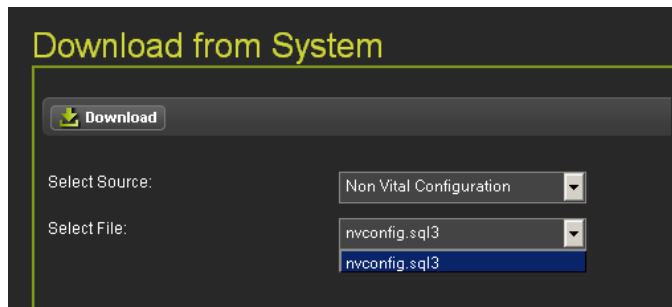 Download from System
Download
Select Source:
Non Vital Configuration
Select File:
nvconfig.sql3
nvconfig.sql3